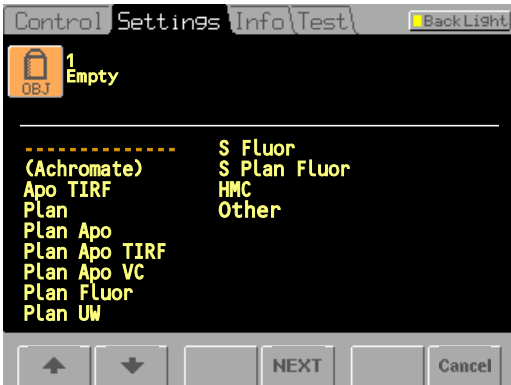 Control Settings Info Test BackLight
1
Empty
OBJ
--------------
(Achromate)
Apo TIRF
Plan
Plan Apo
Plan Apo TIRF
Plan Apo VC
Plan Fluor
Plan UW
S Fluor
S Plan Fluor
HMC
Other
NEXT Cancel